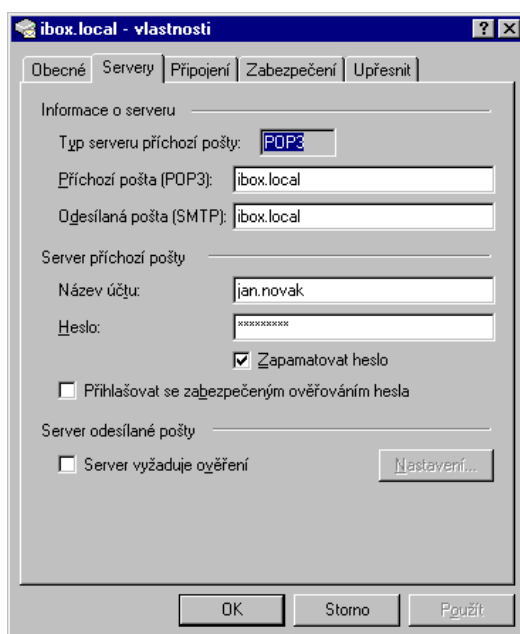 ibox.local - vlastnosti
Obecné Servery Připojení Zabezpečení Upřesnit
Informace o serveru
Typ serveru příchozí pošty: POP3
Příchozí pošta (POP3): ibox.local
Odesílaná pošta (SMTP): ibox.local
Server příchozí pošty
Název účtu: jan.novak
Heslo: *********
Zapamatovat heslo
Přihlašovat se zabezpečeným ověřováním hesla
Server odesílané pošty
Server vyžaduje ověření Nastavení...
OK Storno Použít